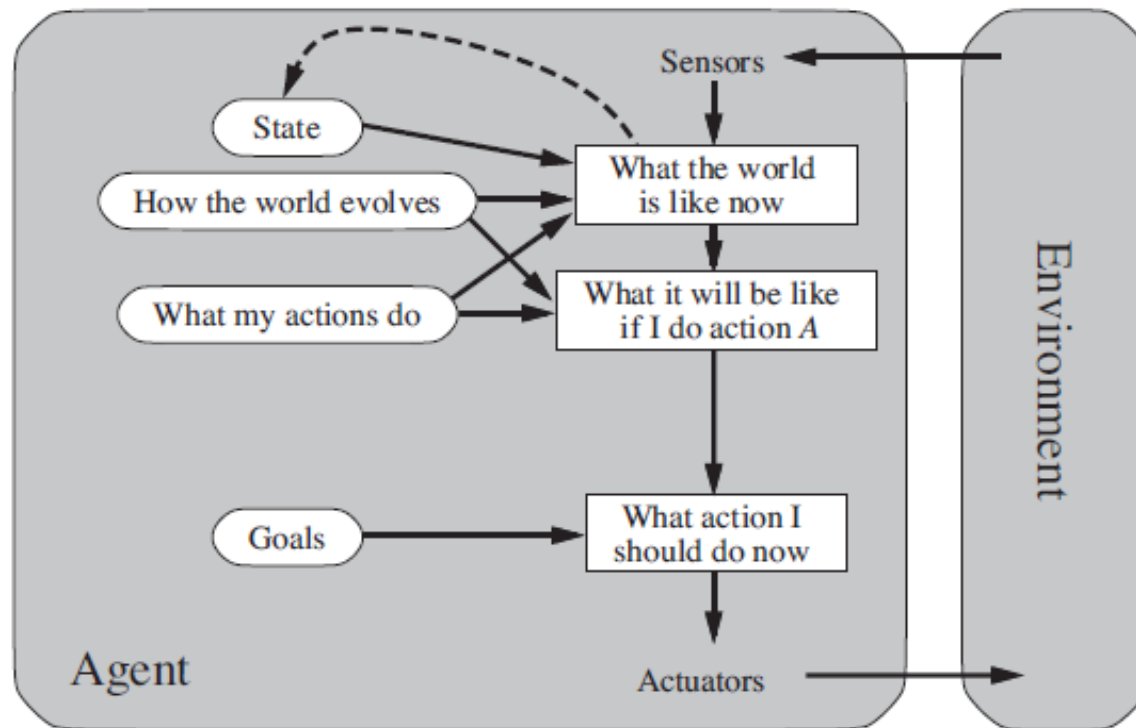 Sensors
State
What the world
is like now
How the world evolves
What it will be like
if I do action A
What my actions do
What action I
should do now
Goals
Agent
Actuators
Environment